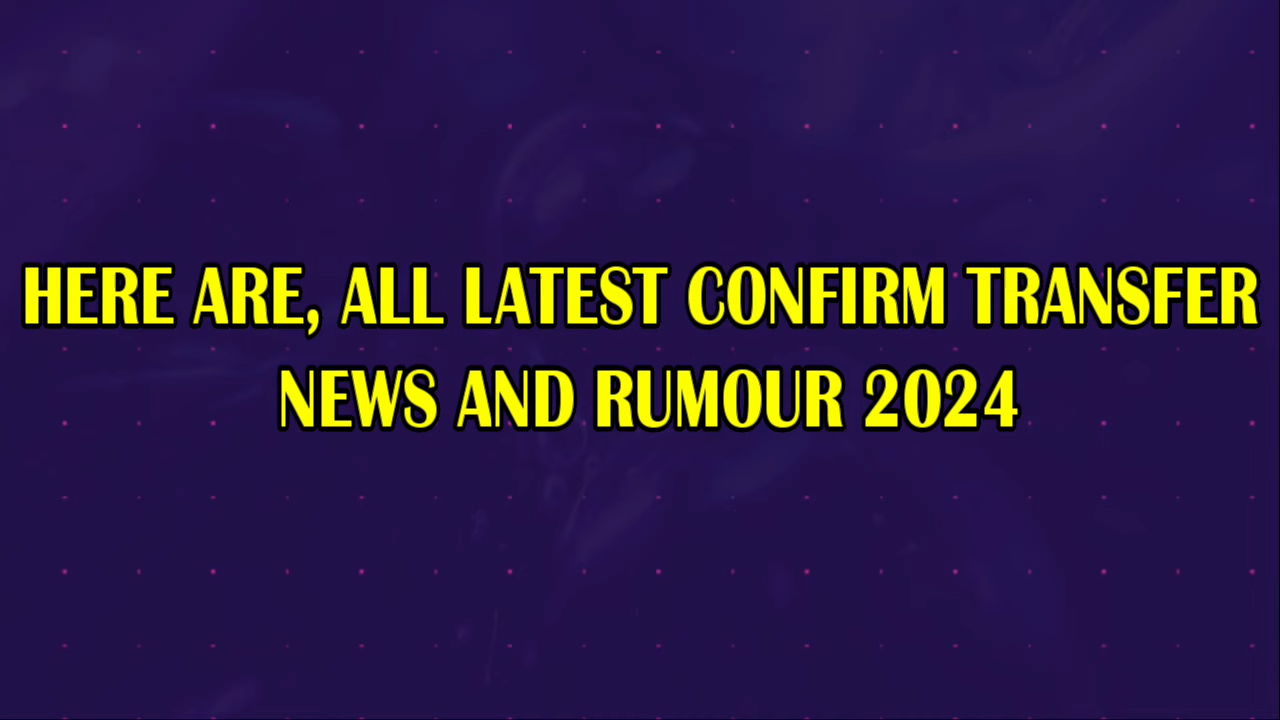 HERE ARE, ALL LATEST CONFIRM TRANSFER
NEWS AND RUMOUR 2024